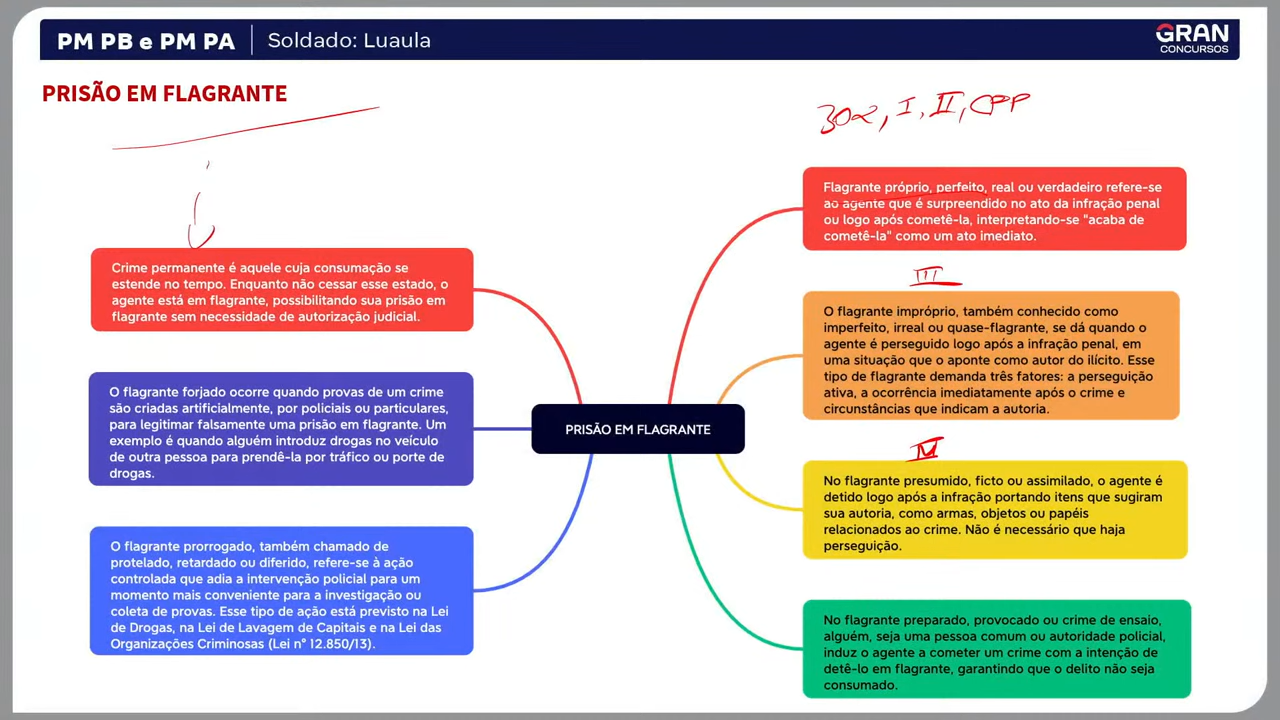 PM PB e PM PA
Soldado: Luaula
GRAN
CONCURSOS
PRISÃO EM FLAGRANTE
302, I, II, CPP
Flagrante próprio, perfeito, real ou verdadeiro refere-se
ao agente que é surpreendido no ato da infração penal
ou logo após cometê-la, interpretando-se "acaba de
cometê-la" como um ato imediato.
III
O flagrante impróprio, também conhecido como
imperfeito, irreal ou quase-flagrante, se dá quando o
agente é perseguido logo após a infração penal, em
uma situação que o aponte como autor do ilícito. Esse
tipo de flagrante demanda três fatores: a perseguição
ativa, a ocorrência imediatamente após o crime e
circunstâncias que indicam a autoria.
IV
No flagrante presumido, ficto ou assimilado, o agente é
detido logo após a infração portando itens que sugiram
sua autoria, como armas, objetos ou papéis
relacionados ao crime. Não é necessário que haja
perseguição.
No flagrante preparado, provocado ou crime de ensaio,
alguém, seja uma pessoa comum ou autoridade policial,
induz o agente a cometer um crime com a intenção de
detê-lo em flagrante, garantindo que o delito não seja
consumado.
PRISÃO EM FLAGRANTE
Crime permanente é aquele cuja consumação se
estende no tempo. Enquanto não cessar esse estado, o
agente está em flagrante, possibilitando sua prisão em
flagrante sem necessidade de autorização judicial.
O flagrante forjado ocorre quando provas de um crime
são criadas artificialmente, por policiais ou particulares,
para legitimar falsamente uma prisão em flagrante. Um
exemplo é quando alguém introduz drogas no veículo
de outra pessoa para prendê-la por tráfico ou porte de
drogas.
O flagrante prorrogado, também chamado de
protelado, retardado ou diferido, refere-se à ação
controlada que adia a intervenção policial para um
momento mais conveniente para a investigação ou
coleta de provas. Esse tipo de ação está previsto na Lei
de Drogas, na Lei de Lavagem de Capitais e na Lei das
Organizações Criminosas (Lei n° 12.850/13).